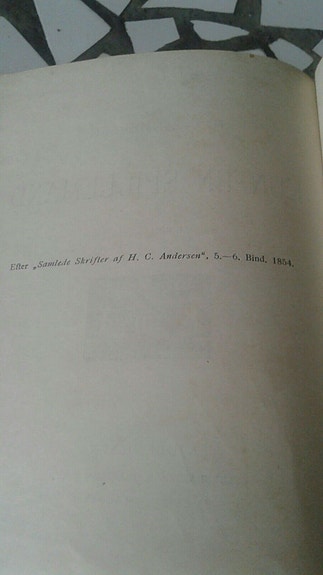 Efter „Samlede Skrifter af H. C. Andersen“, 5.—6. Bind, 1854.